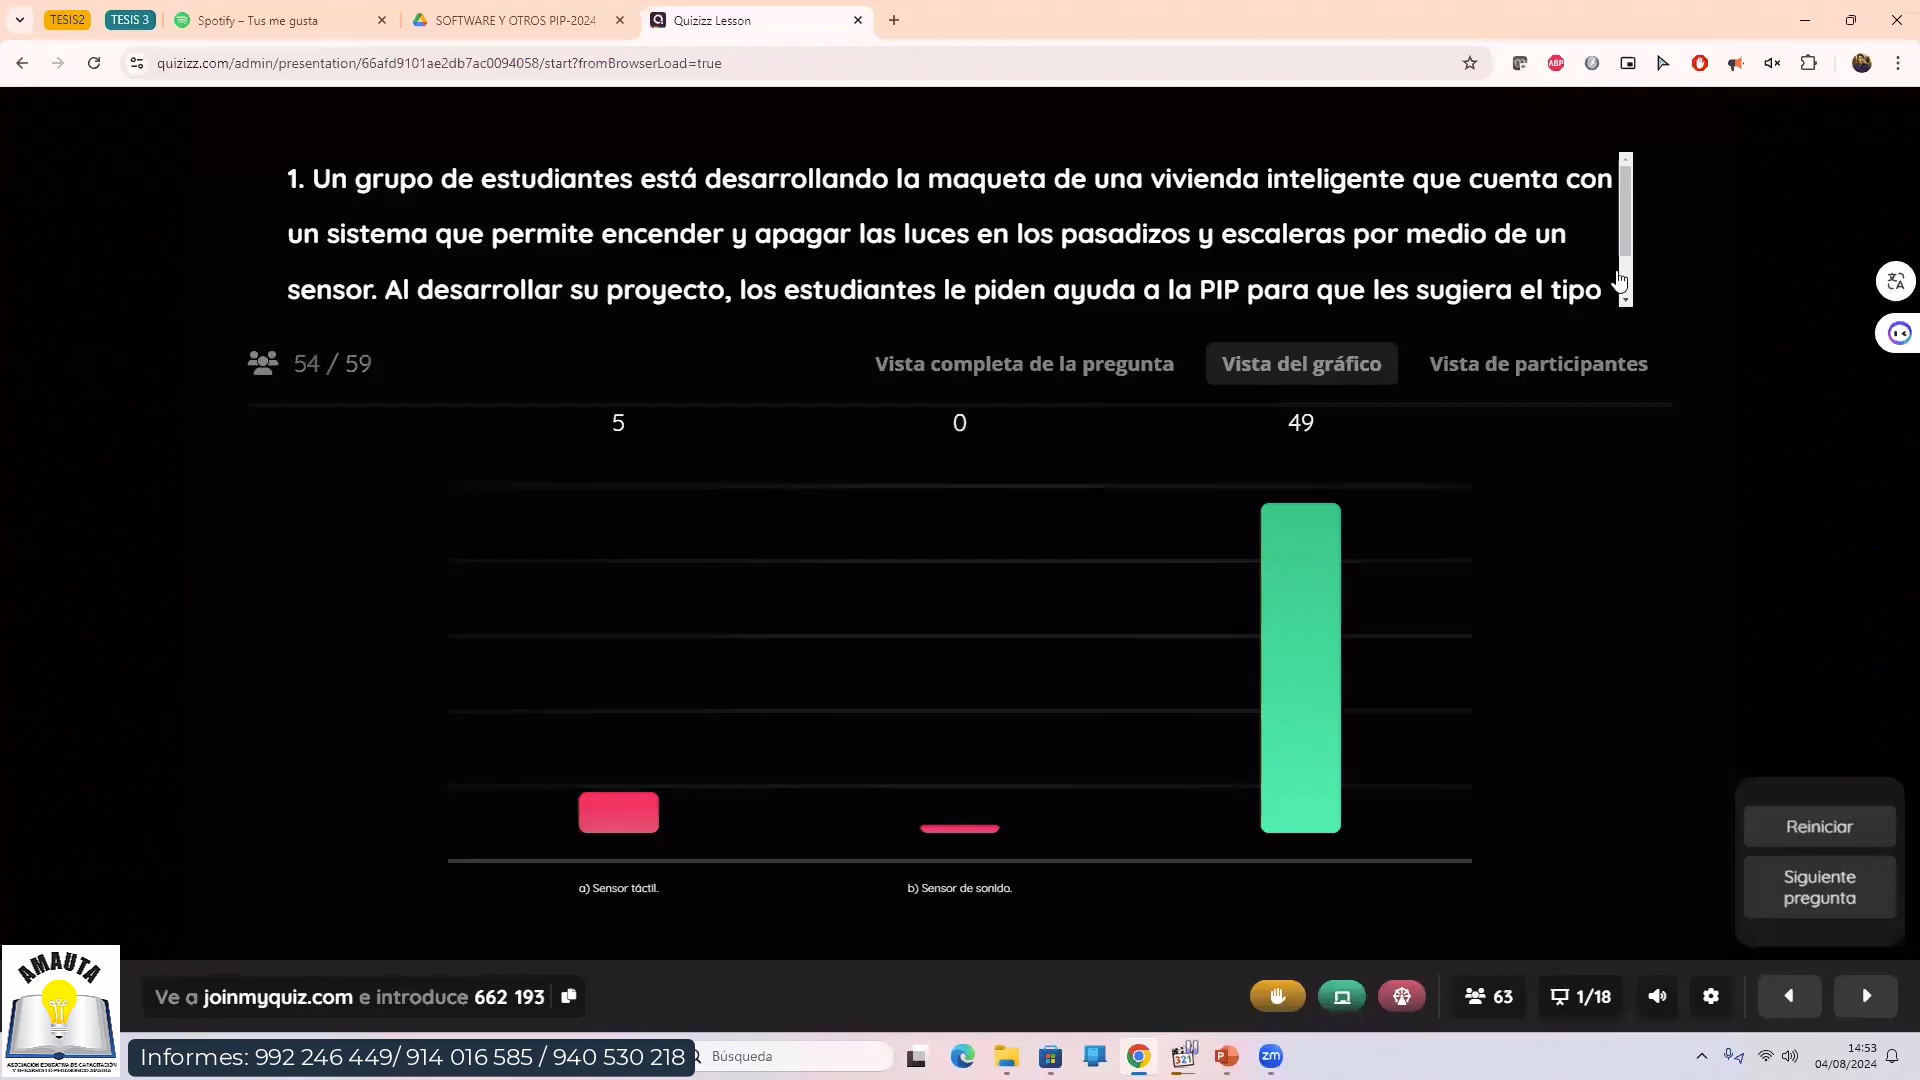 TESIS2
TESIS 3
Spotify – Tus me gusta
SOFTWARE Y OTROS PIP-2024
Quizizz Lesson
quizizz.com/admin/presentation/66afd9101ae2db7ac0094058/start?fromBrowserLoad=true
ABP
1. Un grupo de estudiantes está desarrollando la maqueta de una vivienda inteligente que cuenta con
un sistema que permite encender y apagar las luces en los pasadizos y escaleras por medio de un
sensor. Al desarrollar su proyecto, los estudiantes le piden ayuda a la PIP para que les sugiera el tipo
54 / 59
Vista completa de la pregunta
Vista del gráfico
Vista de participantes
5
0
49
a) Sensor táctil.
b) Sensor de sonido.
Reiniciar
Siguiente
pregunta
AMAUTA
Ve a joinmyquiz.com e introduce 662 193
63
1/18
Informes: 992 246 449/ 914 016 585 / 940 530 218
Búsqueda
321
zm
14:53
04/08/2024